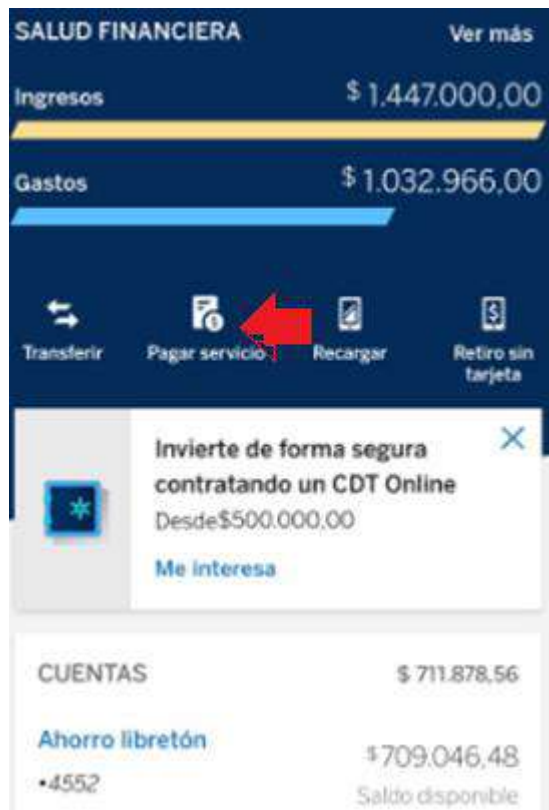 SALUD FINANCIERA Ver más
Ingresos $ 1.447.000,00
Gastos $ 1.032.966,00
Transferir Pagar servicio Recargar Retiro sin
tarjeta
Invierte de forma segura
contratando un CDT Online
Desde$500.000,00
Me interesa
CUENTAS $ 711.878,56
Ahorro libretón $709.046,48
•4552 Saldo disponible